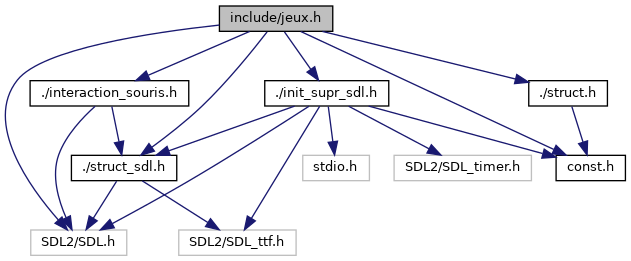 include/jeux.h
./interaction_souris.h
./init_supr_sdl.h
./struct.h
./struct_sdl.h
stdio.h
SDL2/SDL_timer.h
const.h
SDL2/SDL.h
SDL2/SDL_ttf.h